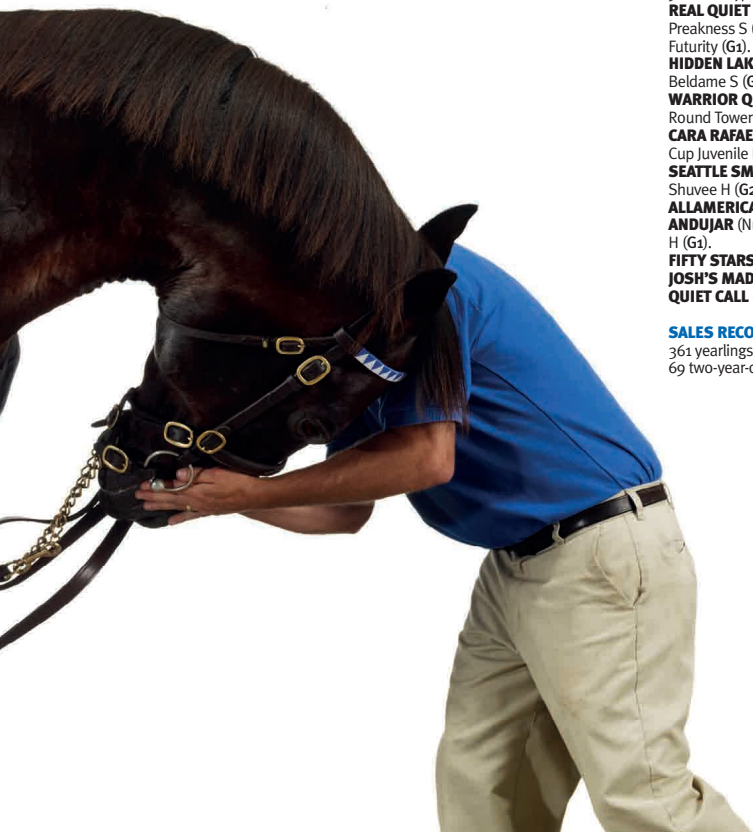 REAL QUIET
Preakness S (
Futurity (G1).
HIDDEN LAK
Beldame S (G
WARRIOR Q
Round Tower
CARA RAFAE
Cup Juvenile
SEATTLE SM
Shuvee H (G2
ALLAMERICA
ANDUJAR (N
H (G1).
FIFTY STARS
JOSH'S MAD
QUIET CALL
SALES RECO
361 yearlings
69 two-year-o